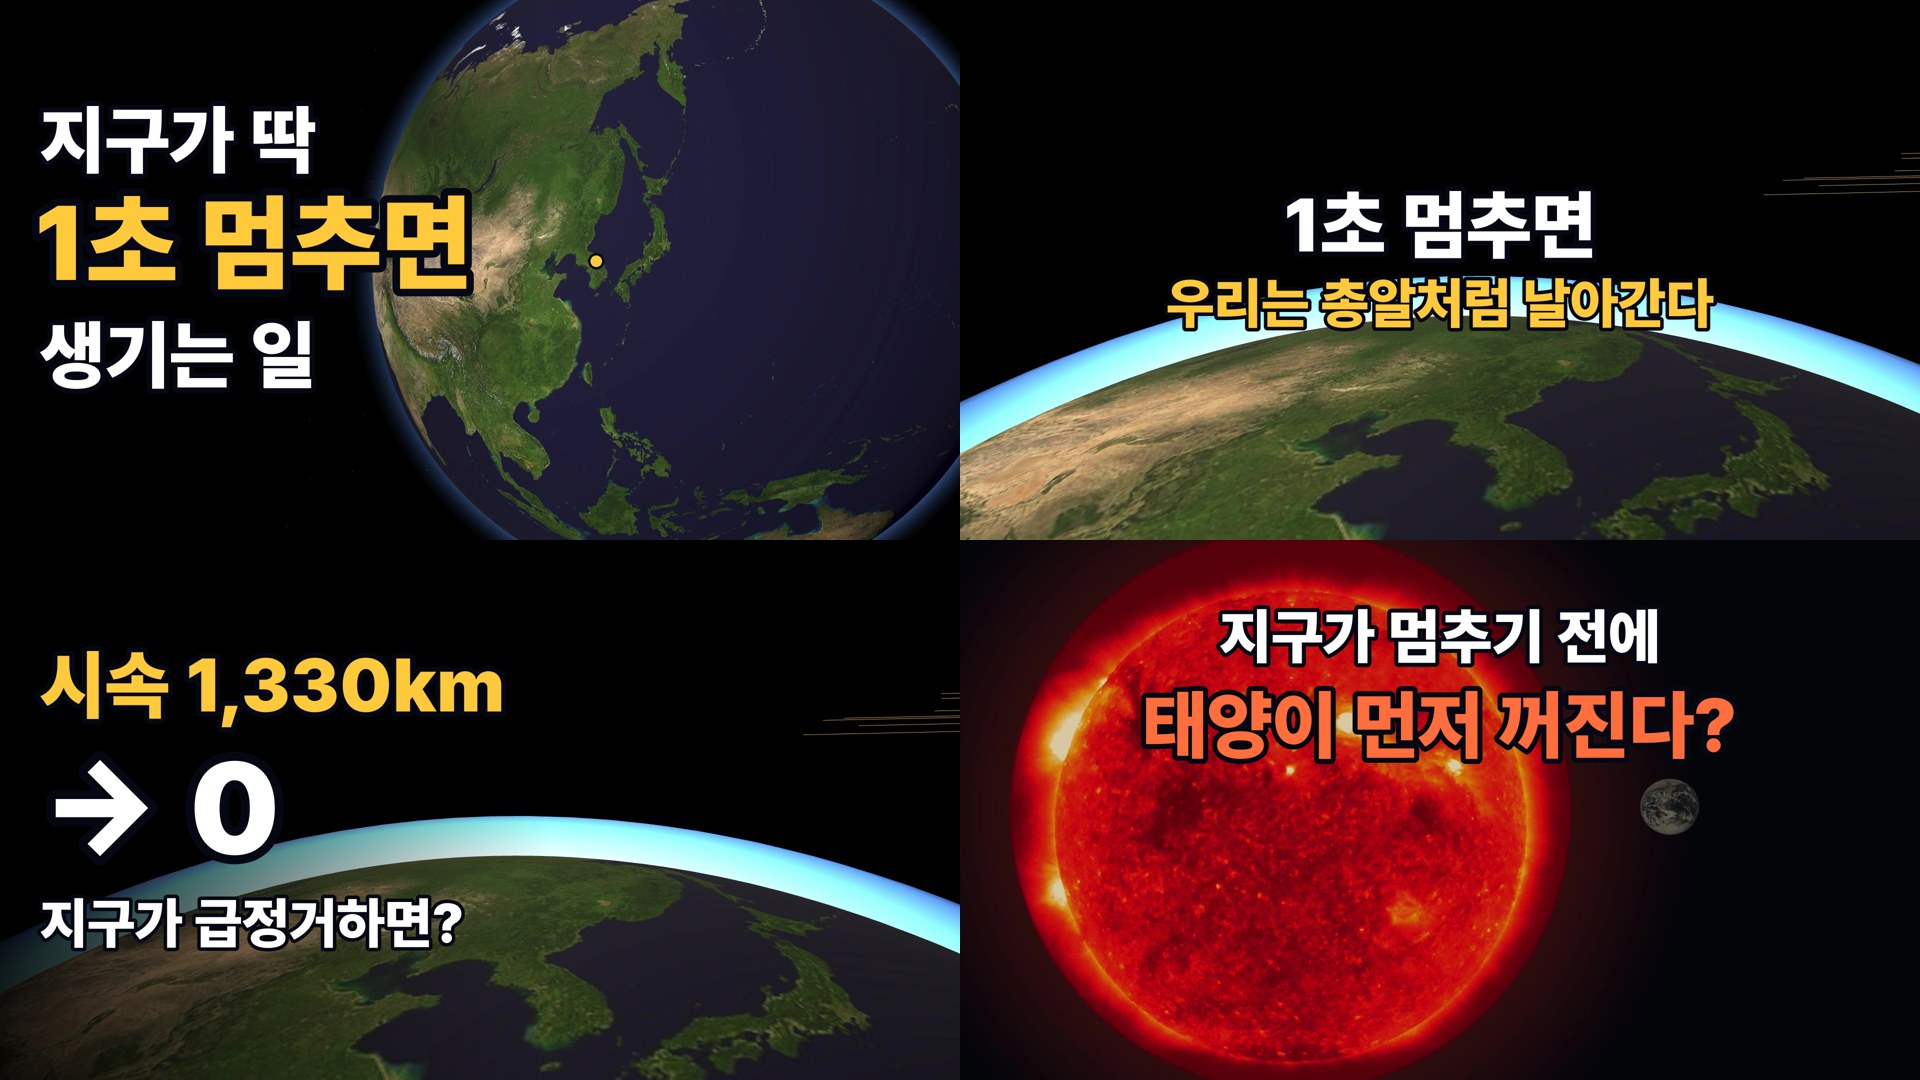 지구가 딱
1초 멈추면
생기는 일
1초 멈추면
우리는 총알처럼 날아간다
시속 1,330km
→ 0
지구가 급정거하면?
지구가 멈추기 전에
태양이 먼저 꺼진다?